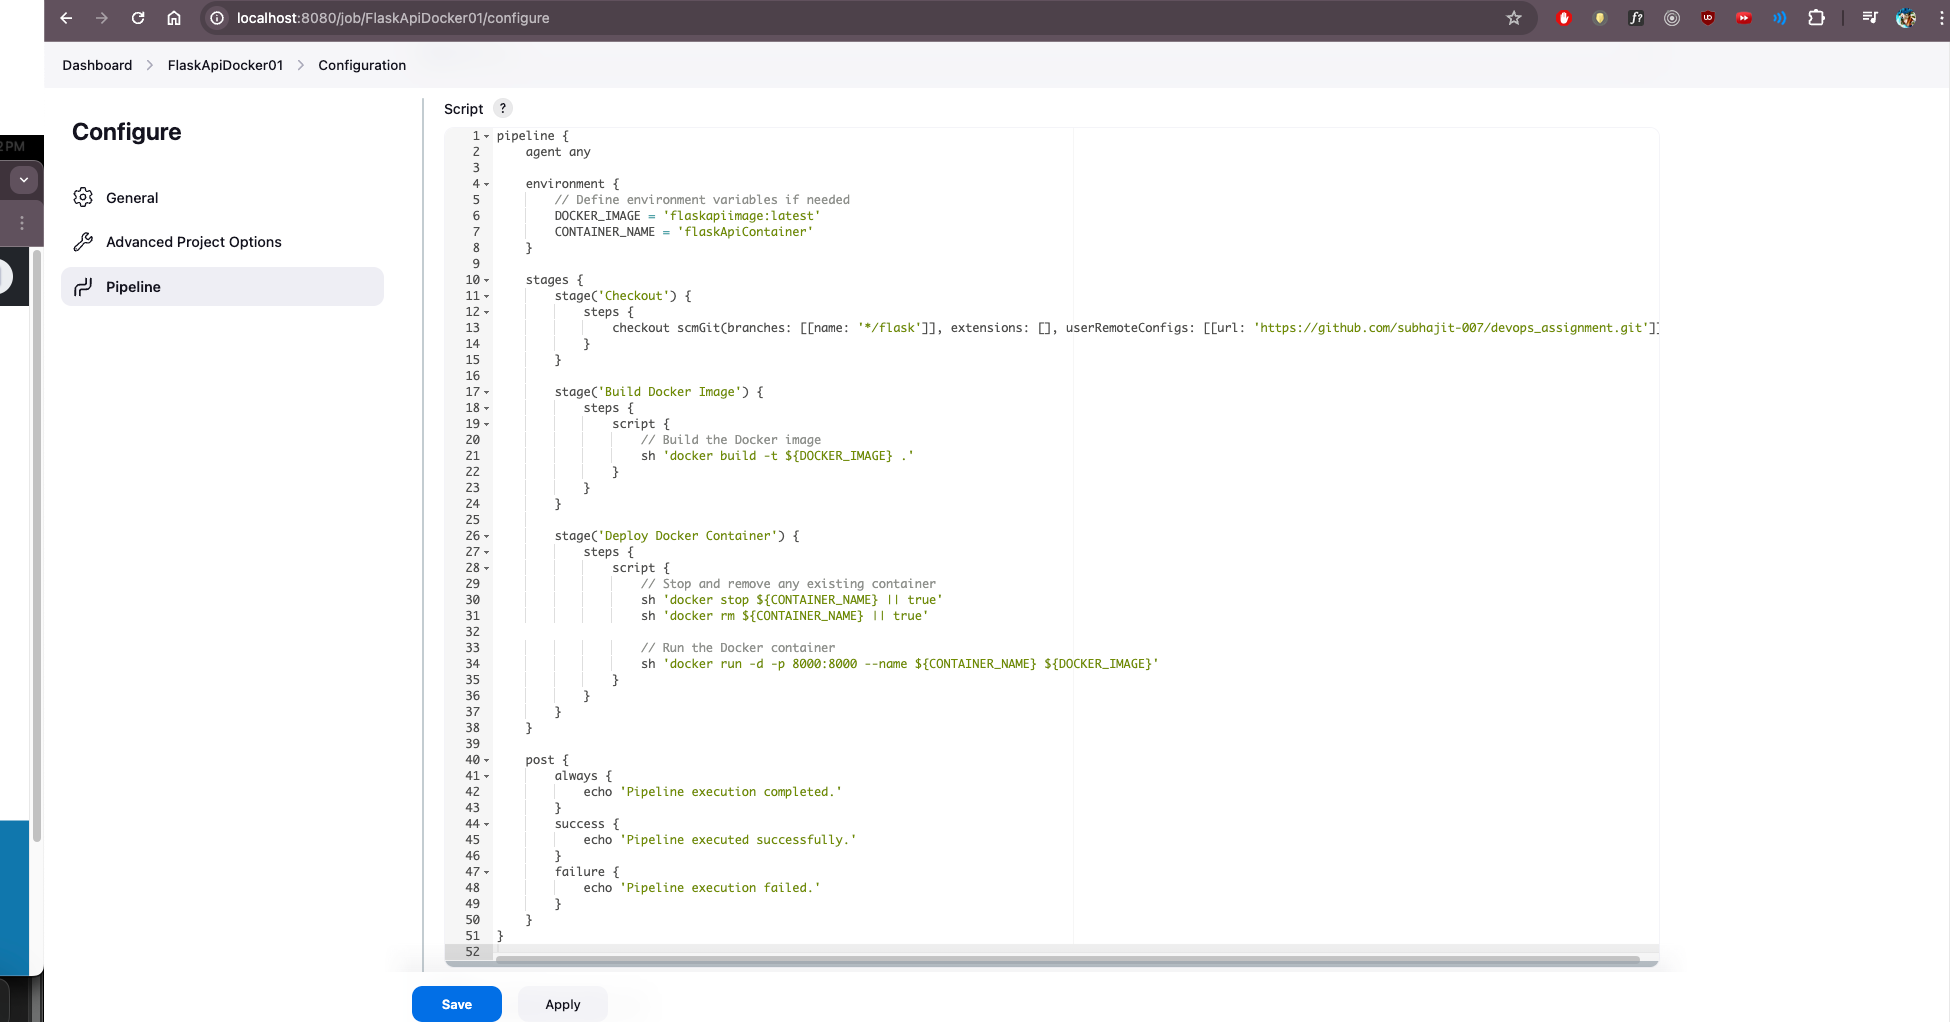 localhost:8080/job/FlaskApiDocker01/configure
Dashboard > FlaskApiDocker01 > Configuration
2PM
Configure
General
Advanced Project Options
Pipeline
Script ?
1 pipeline {
2     agent any
3
4     environment {
5         // Define environment variables if needed
6         DOCKER_IMAGE = 'flaskapiimage:latest'
7         CONTAINER_NAME = 'flaskApiContainer'
8     }
9
10     stages {
11         stage('Checkout') {
12             steps {
13                 checkout scmGit(branches: [[name: '*/flask']], extensions: [], userRemoteConfigs: [[url: 'https://github.com/subhajit-007/devops_assignment.git']]
14             }
15         }
16
17         stage('Build Docker Image') {
18             steps {
19                 script {
20                     // Build the Docker image
21                     sh 'docker build -t ${DOCKER_IMAGE} .'
22                 }
23             }
24         }
25
26         stage('Deploy Docker Container') {
27             steps {
28                 script {
29                     // Stop and remove any existing container
30                     sh 'docker stop ${CONTAINER_NAME} || true'
31                     sh 'docker rm ${CONTAINER_NAME} || true'
32
33                     // Run the Docker container
34                     sh 'docker run -d -p 8000:8000 --name ${CONTAINER_NAME} ${DOCKER_IMAGE}'
35                 }
36             }
37         }
38     }
39
40     post {
41         always {
42             echo 'Pipeline execution completed.'
43         }
44         success {
45             echo 'Pipeline executed successfully.'
46         }
47         failure {
48             echo 'Pipeline execution failed.'
49         }
50     }
51 }
52
Save
Apply